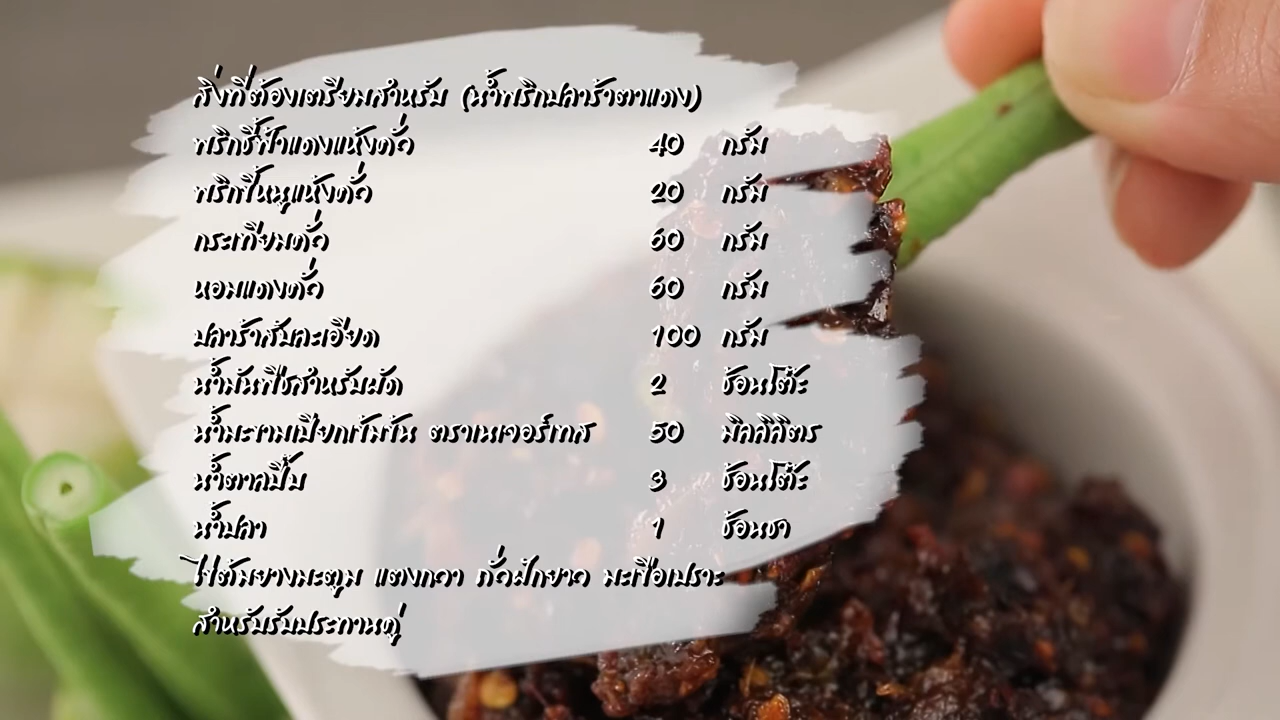 สิ่งที่ต้องเตรียมสำหรับ (น้ำพริกปลาร้าตาแดง)
พริกชี้ฟ้าแดงแห้งคั่ว 40 กรัม
พริกขี้หนูแห้งคั่ว 20 กรัม
กระเทียมคั่ว 60 กรัม
หอมแดงคั่ว 60 กรัม
ปลาร้าสับละเอียด 100 กรัม
น้ำมันพืชสำหรับผัด 2 ช้อนโต๊ะ
น้ำมะขามเปียกเข้มข้น ตราเนเจอร์เทส 50 มิลลิลิตร
น้ำตาลปี๊บ 3 ช้อนโต๊ะ
น้ำปลา 1 ช้อนชา
ไข่ต้มยางมะตูม แตงกวา ถั่วฝักยาว มะเขือเปราะ
สำหรับรับประทานคู่